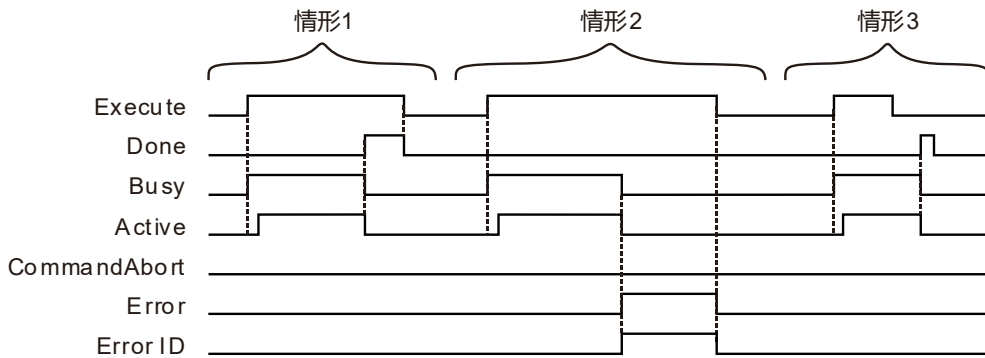 情形1 情形2 情形3
Execute
Done
Busy
Active
CommandAbort
Error
Error ID